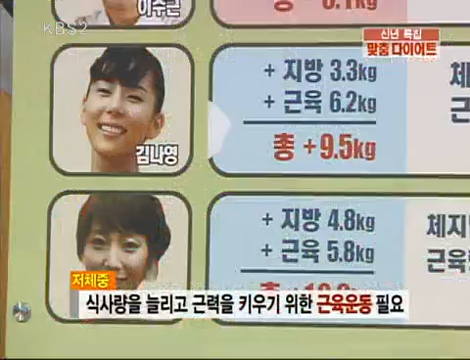 이수근
KBS2
신년 특집
맞춤 다이어트
+ 지방 3.3kg
+ 근육 6.2kg
총 +9.5kg
체
근
김나영
+ 지방 4.8kg
+ 근육 5.8kg
체지
근육
저체중
식사량을 늘리고 근력을 키우기 위한 근육운동 필요